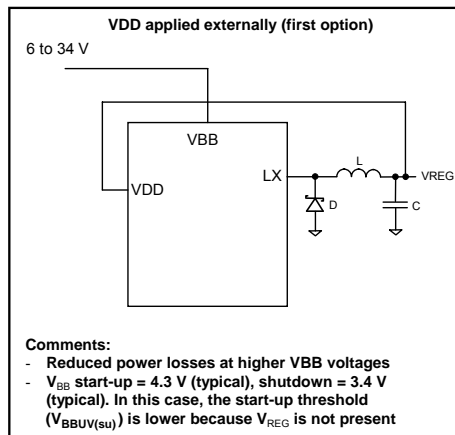 VDD applied externally (first option)
6 to 34 V
VBB
VDD
LX
L
VREG
D
C
Comments:
- Reduced power losses at higher VBB voltages
- VBB start-up = 4.3 V (typical), shutdown = 3.4 V
(typical). In this case, the start-up threshold
(VBBUV(su)) is lower because VREG is not present